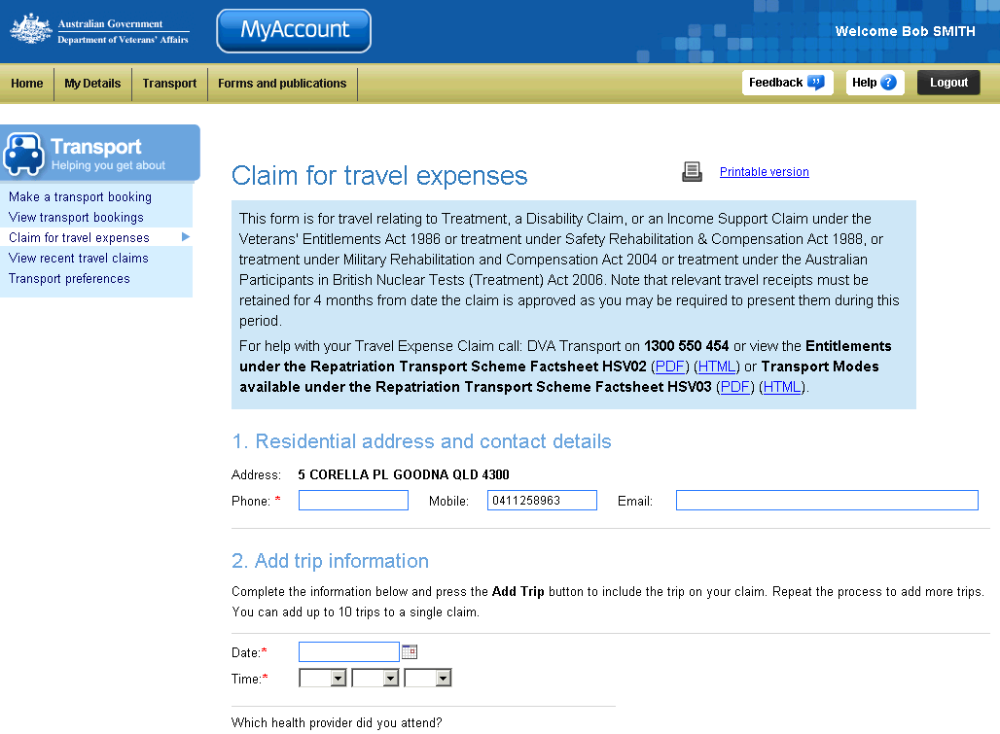 Australian Government
Department of Veterans' Affairs
MyAccount
Welcome Bob SMITH
Home
My Details
Transport
Forms and publications
Feedback
Help ?
Logout
Transport
Helping you get about
Make a transport booking
View transport bookings
Claim for travel expenses
View recent travel claims
Transport preferences
Claim for travel expenses
Printable version
This form is for travel relating to Treatment, a Disability Claim, or an Income Support Claim under the
Veterans' Entitlements Act 1986 or treatment under Safety Rehabilitation & Compensation Act 1988, or
treatment under Military Rehabilitation and Compensation Act 2004 or treatment under the Australian
Participants in British Nuclear Tests (Treatment) Act 2006. Note that relevant travel receipts must be
retained for 4 months from date the claim is approved as you may be required to present them during this
period.
For help with your Travel Expense Claim call: DVA Transport on 1300 550 454 or view the Entitlements
under the Repatriation Transport Scheme Factsheet HSV02 (PDF) (HTML) or Transport Modes
available under the Repatriation Transport Scheme Factsheet HSV03 (PDF) (HTML).
1. Residential address and contact details
Address: 5 CORELLA PL GOODNA QLD 4300
Phone: * Mobile: 0411258963 Email:
2. Add trip information
Complete the information below and press the Add Trip button to include the trip on your claim. Repeat the process to add more trips.
You can add up to 10 trips to a single claim.
Date:*
Time:*
Which health provider did you attend?